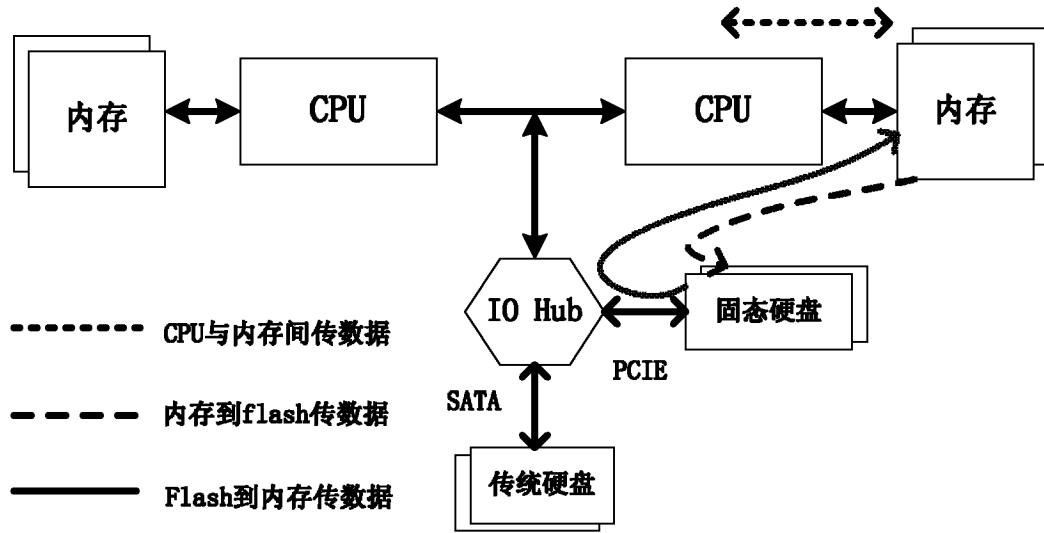 内存
CPU
CPU
内存
IO Hub
固态硬盘
PCIE
SATA
传统硬盘
CPU与内存间传数据
内存到flash传数据
Flash到内存传数据